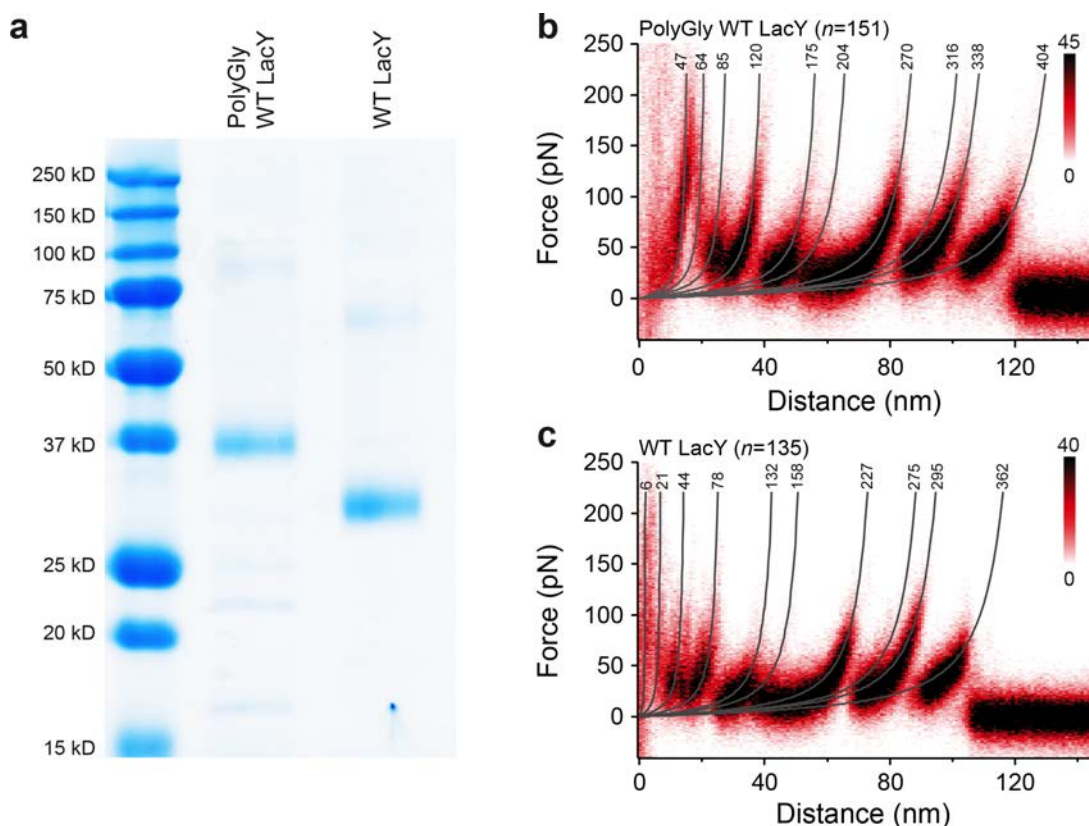 a
PolyGly
WT LacY
WT LacY
250 kD
150 kD
100 kD
75 kD
50 kD
37 kD
25 kD
20 kD
15 kD
b
PolyGly WT LacY (n=151)
250
200
150
100
50
0
Force (pN)
47
64
85
120
175
204
270
316
338
404
45
0
0
40
80
120
Distance (nm)
c
WT LacY (n=135)
250
200
150
100
50
0
Force (pN)
6
21
44
78
132
158
227
275
295
362
40
0
0
40
80
120
Distance (nm)